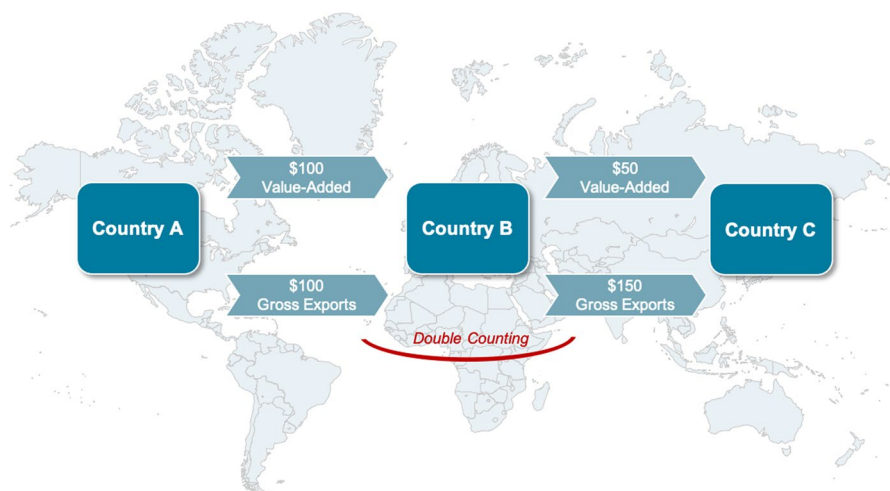 $100
Value-Added
$50
Value-Added
Country A
Country B
Country C
$100
Gross Exports
$150
Gross Exports
Double Counting